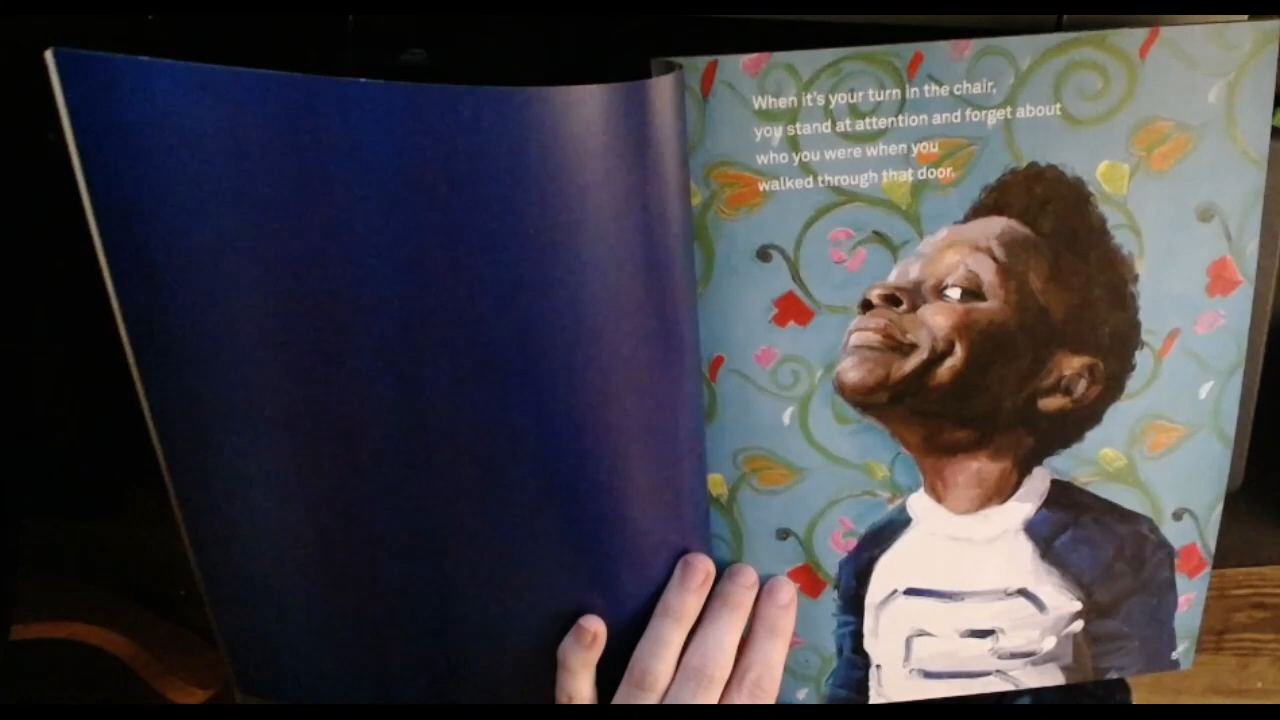 When it's your turn in the chair,
you stand at attention and forget about
who you were when you
walked through that door.